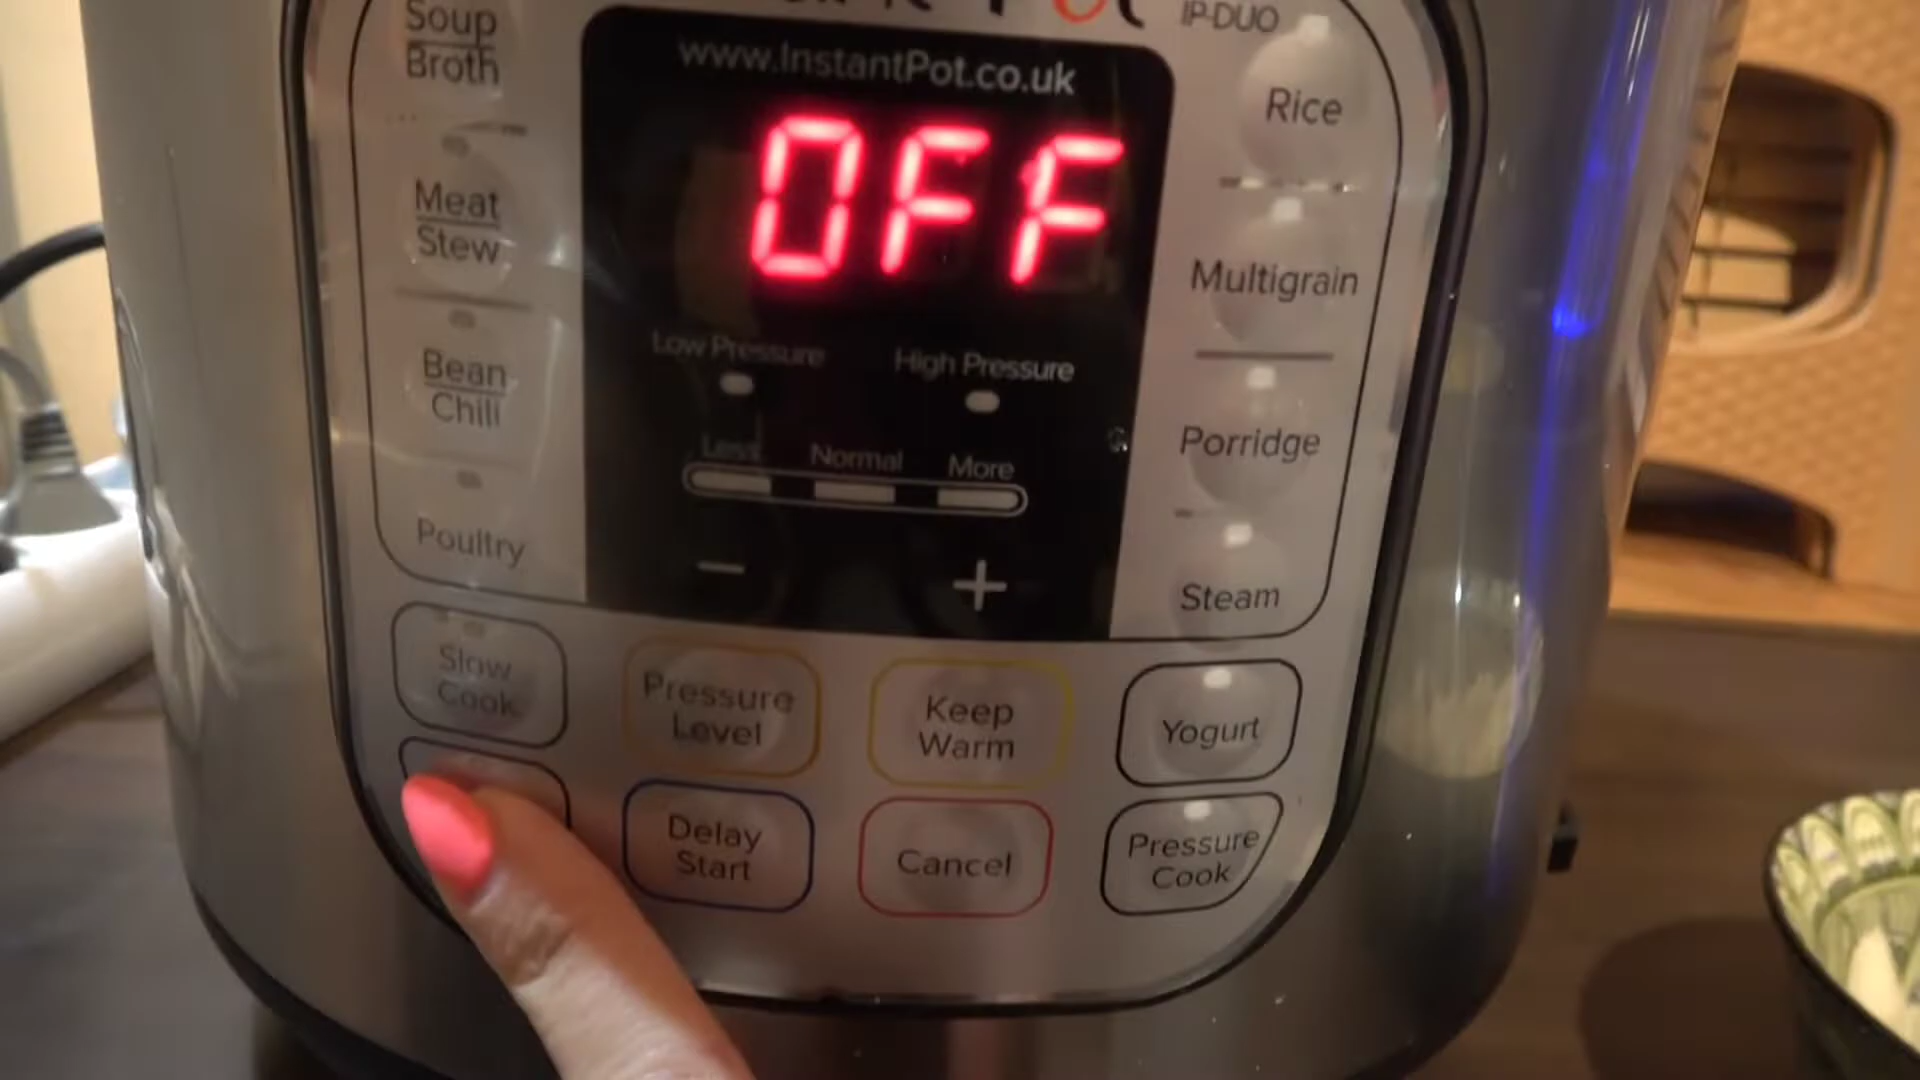 IP-DUO
www.InstantPot.co.uk
OFF
Low Pressure
High Pressure
Less
Normal
More
−
+
Soup
Broth
Meat
Stew
Bean
Chili
Poultry
Rice
Multigrain
Porridge
Steam
Slow
Cook
Pressure
Level
Keep
Warm
Yogurt
Delay
Start
Cancel
Pressure
Cook